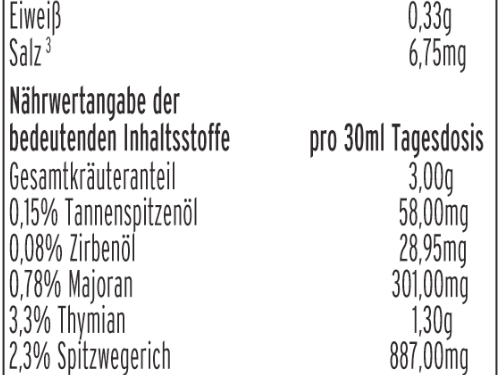 Eiweiß 0,33g
Salz ³ 6,75mg
Nährwertangabe der
bedeutenden Inhaltsstoffe pro 30ml Tagesdosis
Gesamtkräuteranteil 3,00g
0,15% Tannenspitzenöl 58,00mg
0,08% Zirbenöl 28,95mg
0,78% Majoran 301,00mg
3,3% Thymian 1,30g
2,3% Spitzwegerich 887,00mg